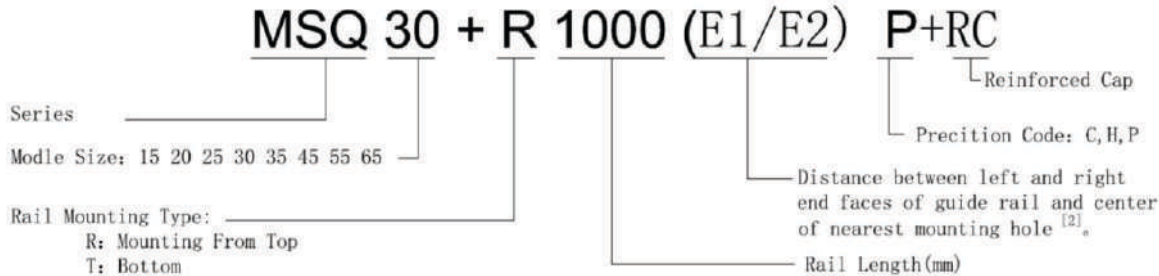 MSQ 30 + R 1000 (E1/E2) P+RC
Reinforced Cap
Series
Precition Code: C,H,P
Modle Size: 15 20 25 30 35 45 55 65
Distance between left and right
end faces of guide rail and center
of nearest mounting hole [2]。
Rail Mounting Type:
R: Mounting From Top
T: Bottom
Rail Length(mm)